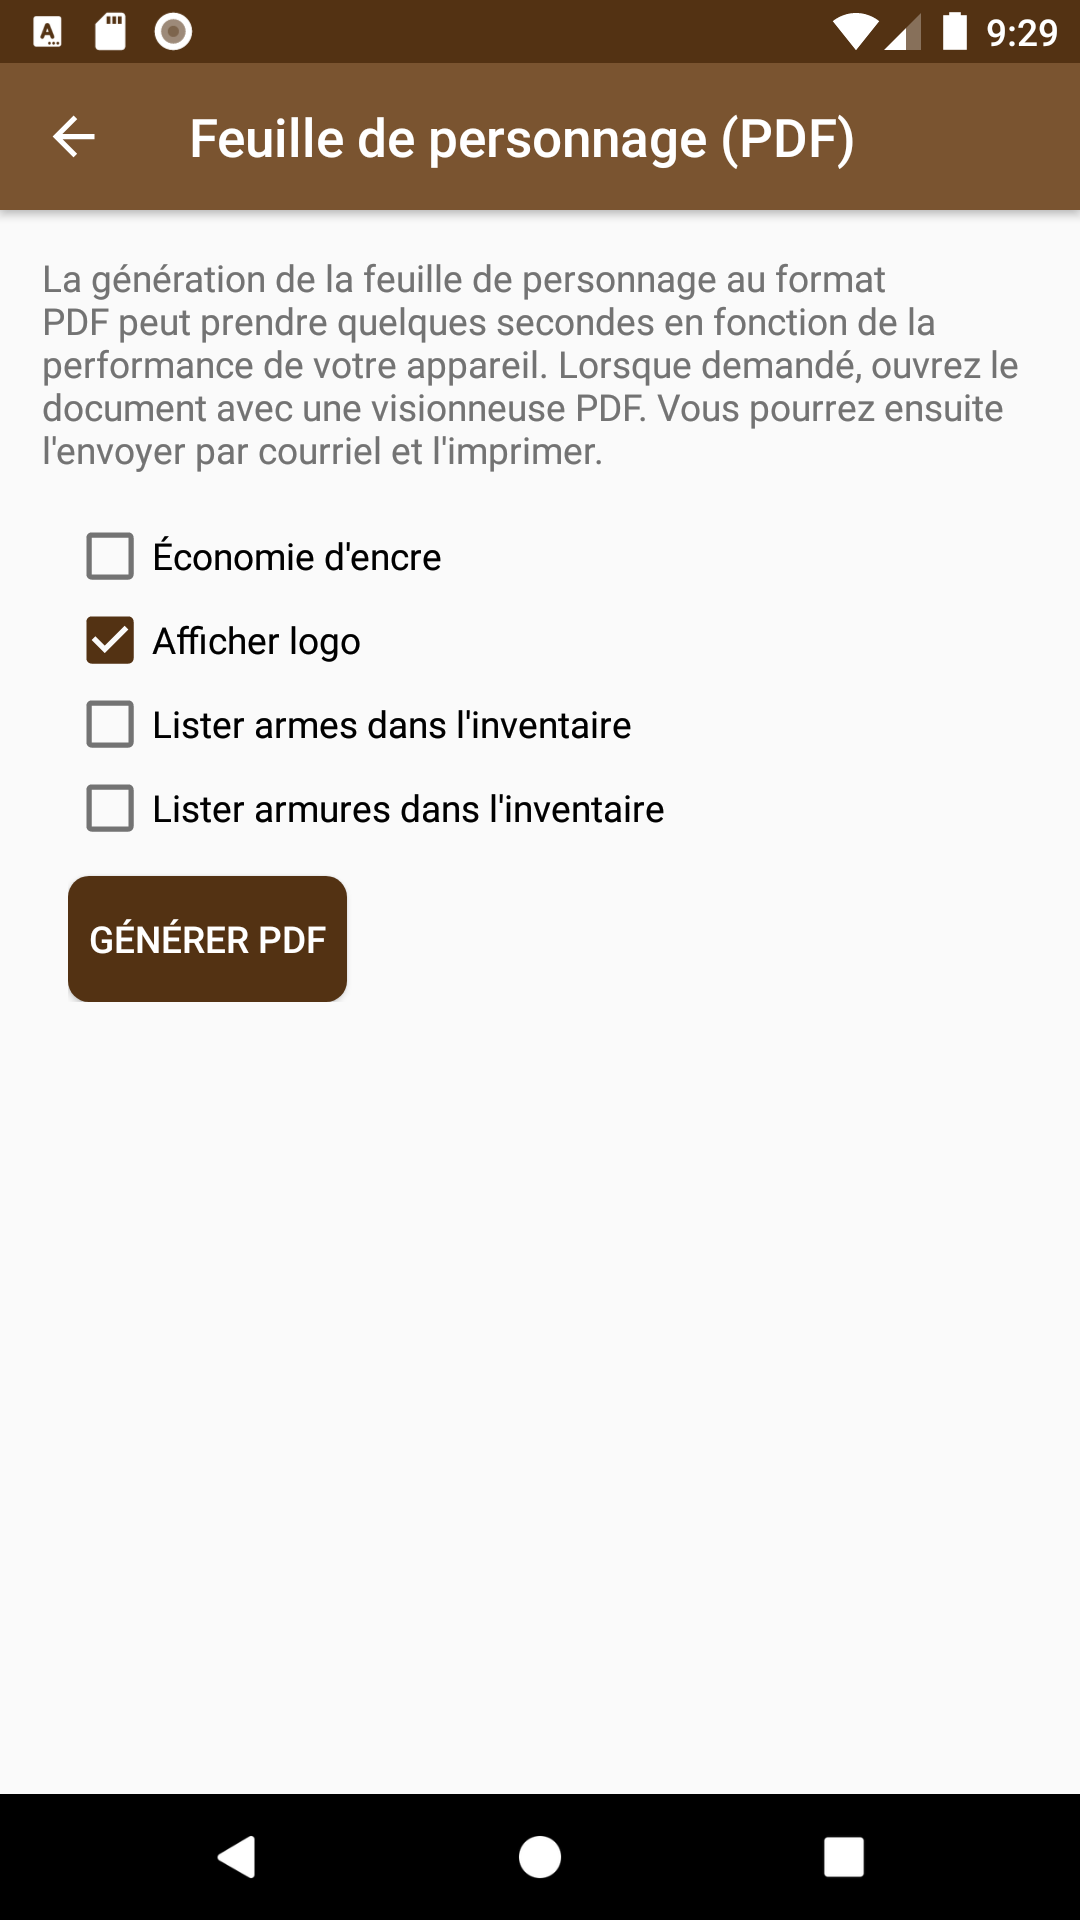 9:29
Feuille de personnage (PDF)
La génération de la feuille de personnage au format
PDF peut prendre quelques secondes en fonction de la
performance de votre appareil. Lorsque demandé, ouvrez le
document avec une visionneuse PDF. Vous pourrez ensuite
l'envoyer par courriel et l'imprimer.
Économie d'encre
Afficher logo
Lister armes dans l'inventaire
Lister armures dans l'inventaire
GÉNÉRER PDF